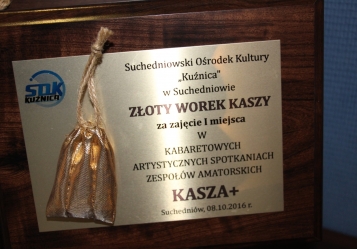 SOK
KUŹNICA
Suchedniowski Ośrodek Kultury
„Kuźnica"
w Suchedniowie
ZŁOTY WOREK KASZY
za zajęcie I miejsca
W
KABARETOWYCH
ARTYSTYCZNYCH SPOTKANIACH
ZESPOŁÓW AMATORSKICH
KASZA+
Suchedniów, 08.10.2016 r.